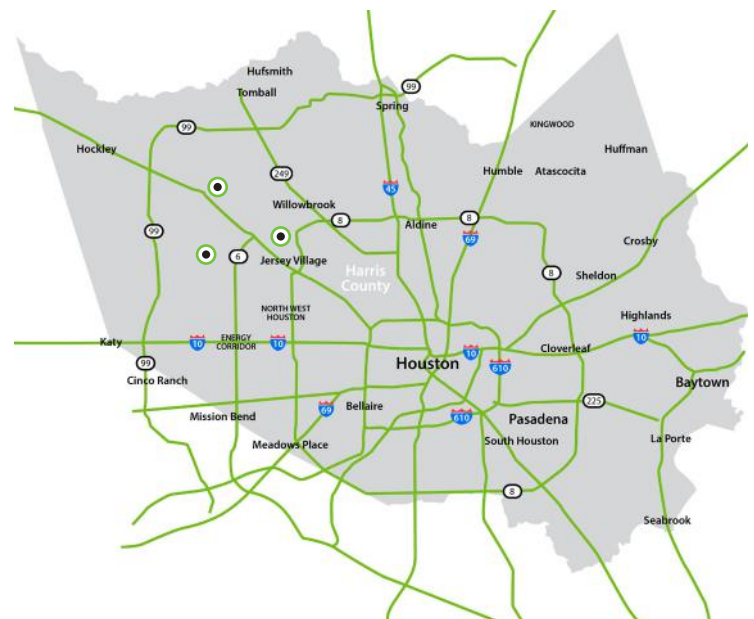 Hufsmith
Tomball
99
Spring
99
KINGWOOD
Hockley
Huffman
Humble
Atascocita
249
45
Willowbrook
8
Aldine
8
99
69
Crosby
6
Jersey Village
8
Sheldon
Harris
County
NORTH WEST
HOUSTON
Highlands
Katy
10
ENERGY
CORRIDOR
10
10
Cloverleaf
10
99
Houston
610
Cinco Ranch
Baytown
Mission Bend
69
Bellaire
610
Pasadena
225
Meadows Place
South Houston
La Porte
8
Seabrook